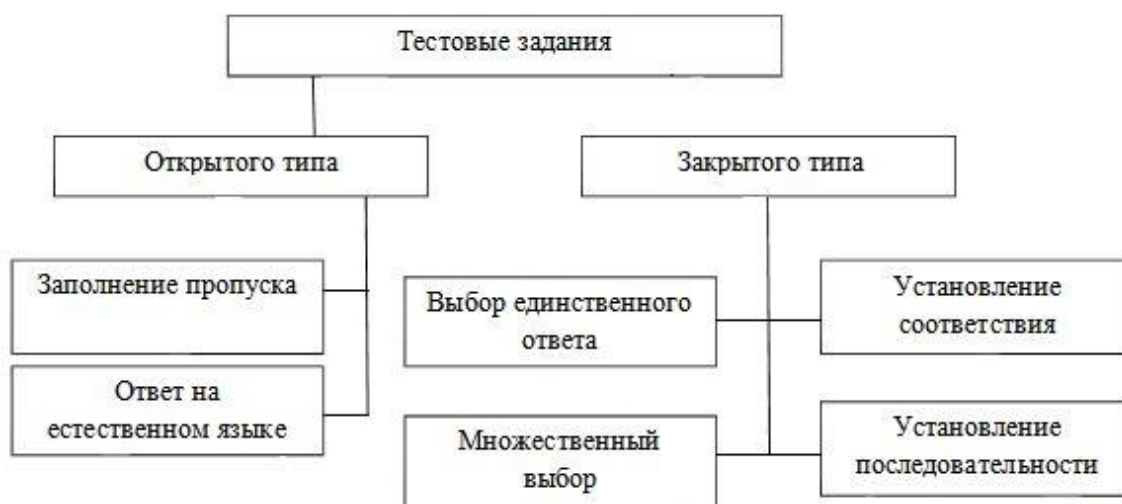 Тестовые задания
Открытого типа
Закрытого типа
Заполнение пропуска
Ответ на
естественном языке
Выбор единственного
ответа
Множественный
выбор
Установление
соответствия
Установление
последовательности